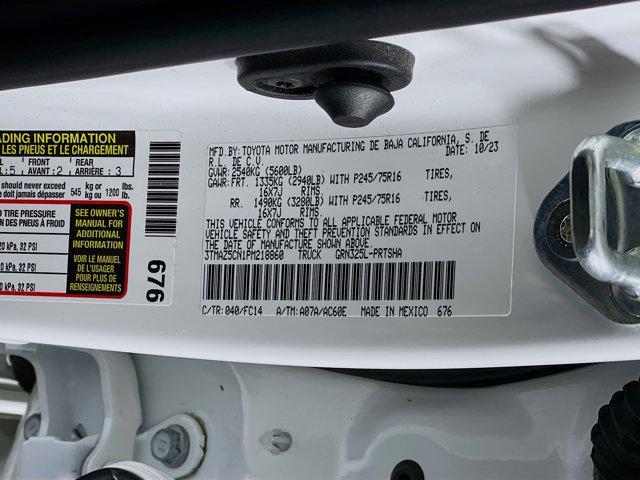 ADING INFORMATION
LES PNEUS ET LE CHARGEMENT
FRONT REAR
:5 AVANT: 2 ARRIÈRE: 3
should never exceed 545 kg or 1200 lbs.
e doit jamais dépasser kg ou lb.
TIRE PRESSURE
20 kPa, 32 PSI
0 kPa, 32 PSI
0 kPa, 32 PSI
SEE OWNER'S
MANUAL FOR
ADDITIONAL
INFORMATION
VOIR LE MANUEL
DE L'USAGER
POUR PLUS DE
RENSEIGNEMENTS
676
MFD.BY:TOYOTA MOTOR MANUFACTURING DE BAJA CALIFORNIA, S. DE
R.L. DE C.V. DATE: 10/23
GVWR: 2540KG (5600LB)
GAWR:FRT. 1335KG (2940LB) WITH P245/75R16 TIRES,
16X7J RIMS
RR. 1490KG (3280LB) WITH P245/75R16 TIRES,
16X7J RIMS
THIS VEHICLE CONFORMS TO ALL APPLICABLE FEDERAL MOTOR
VEHICLE SAFETY AND THEFT PREVENTION STANDARDS IN EFFECT ON
THE DATE OF MANUFACTURE SHOWN ABOVE.
3TMAZ5CN1PM218060 TRUCK GRN325L-PRTSHA
C/TR: 040/FC14 A/TM: A07A/AC60E MADE IN MEXICO 676